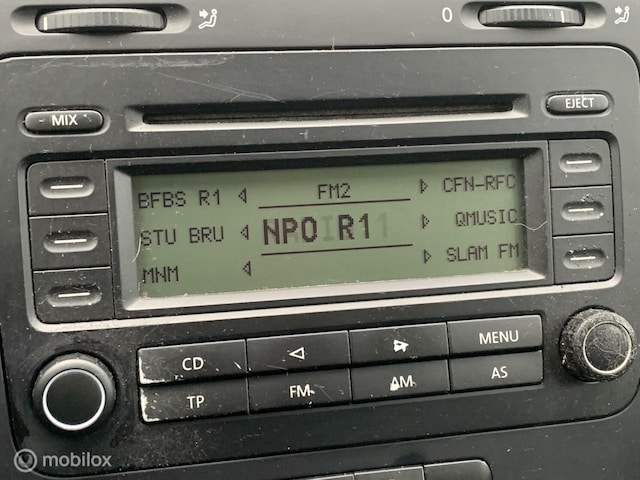 0
MIX
EJECT
BFBS R1
FM2
CFN-RFC
STU BRU
NPO R1
QMUSIC
MNM
SLAM FM
CD
MENU
TP
FM
AM
AS
mobilox